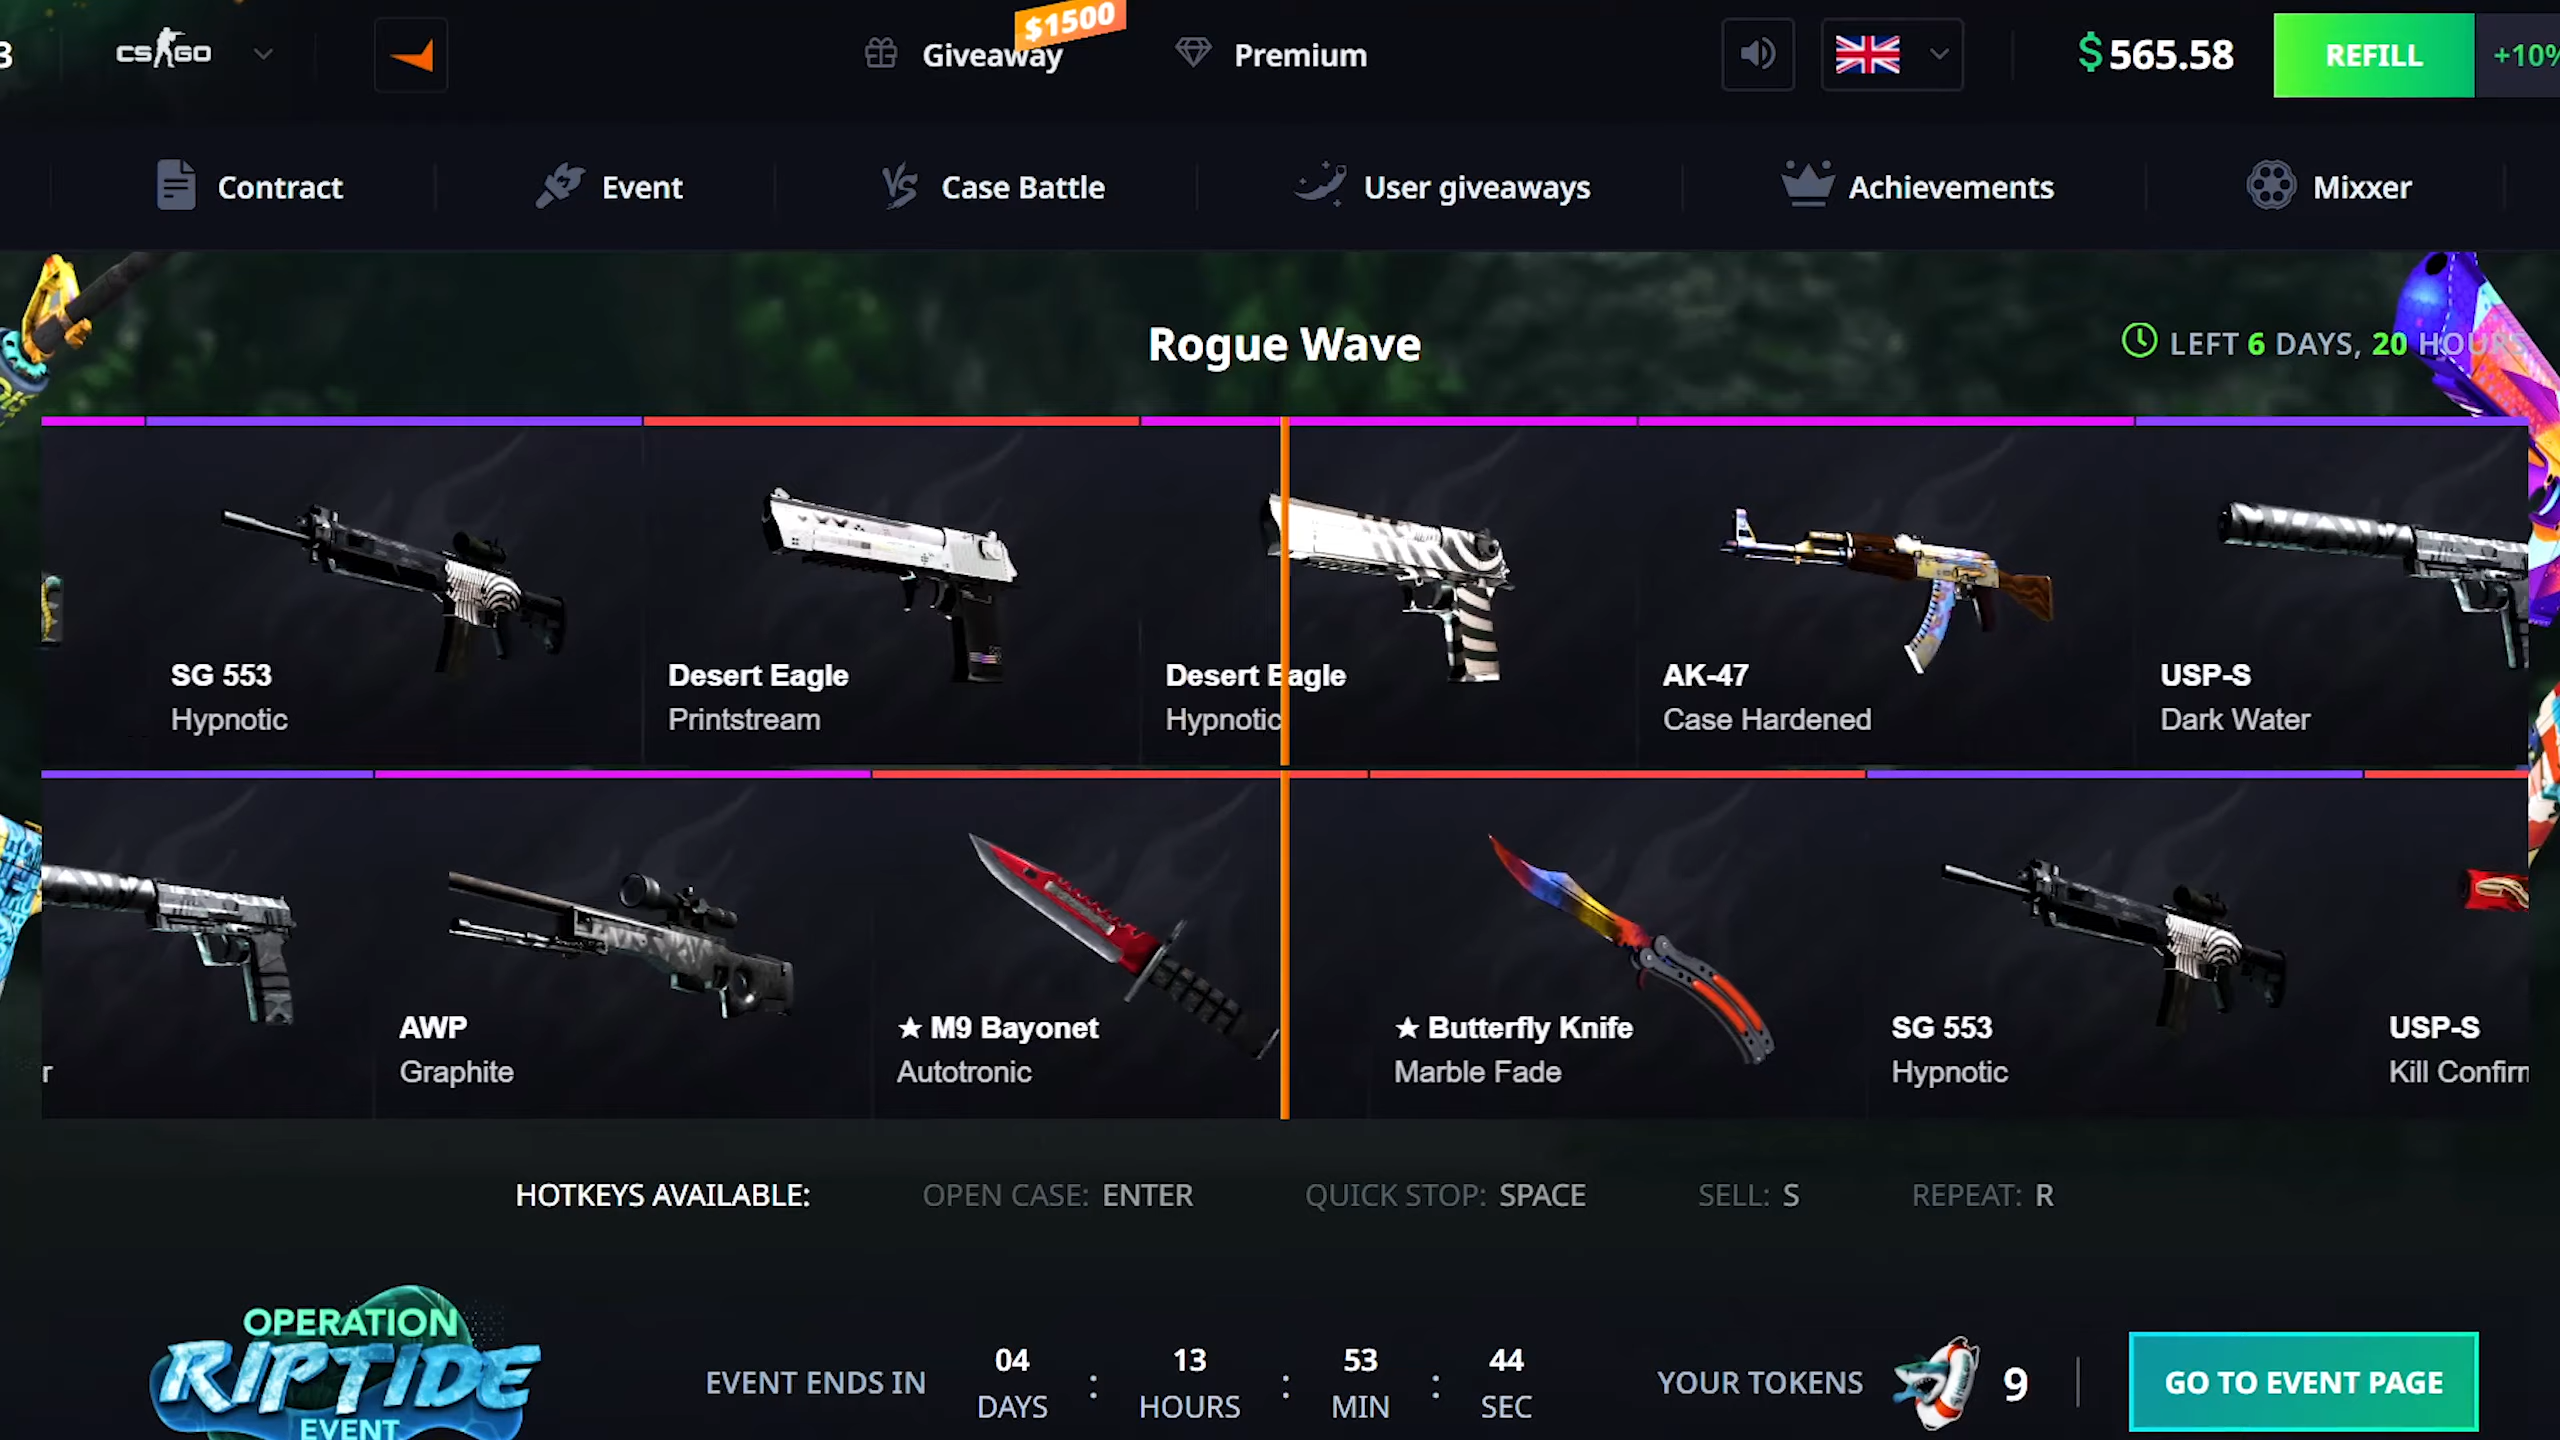 3
CS GO
Giveaway
$1500
Premium
$565.58
REFILL
+10%
Contract
Event
VS
Case Battle
User giveaways
Achievements
Mixxer
Rogue Wave
LEFT 6 DAYS, 20 HOURS
SG 553
Hypnotic
Desert Eagle
Printstream
Desert Eagle
Hypnotic
AK-47
Case Hardened
USP-S
Dark Water
r
AWP
Graphite
★ M9 Bayonet
Autotronic
★ Butterfly Knife
Marble Fade
SG 553
Hypnotic
USP-S
Kill Confirm
HOTKEYS AVAILABLE:
OPEN CASE: ENTER
QUICK STOP: SPACE
SELL: S
REPEAT: R
OPERATION
RIPTIDE
EVENT
EVENT ENDS IN
04 : 13 : 53 : 44
DAYS HOURS MIN SEC
YOUR TOKENS
9
GO TO EVENT PAGE